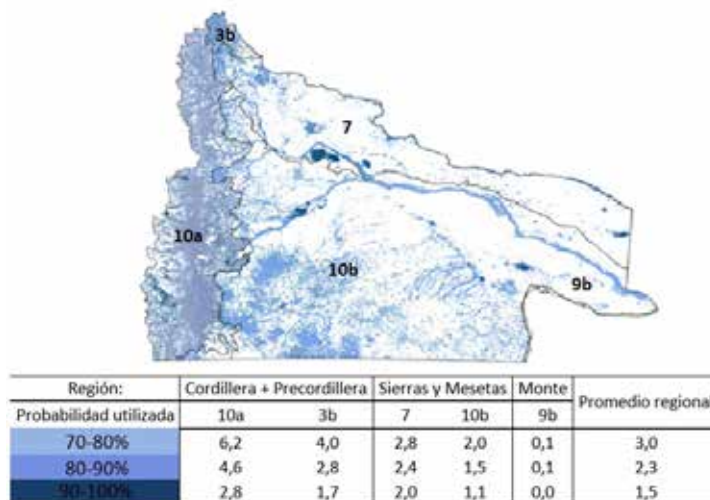 3b
7
10a
10b
9b
Región: Cordillera + Precordillera Sierras y Mesetas Monte Promedio regional
Probabilidad utilizada 10a 3b 7 10b 9b
70-80% 6,2 4,0 2,8 2,0 0,1 3,0
80-90% 4,6 2,8 2,4 1,5 0,1 2,3
90-100% 2,8 1,7 2,0 1,1 0,0 1,5